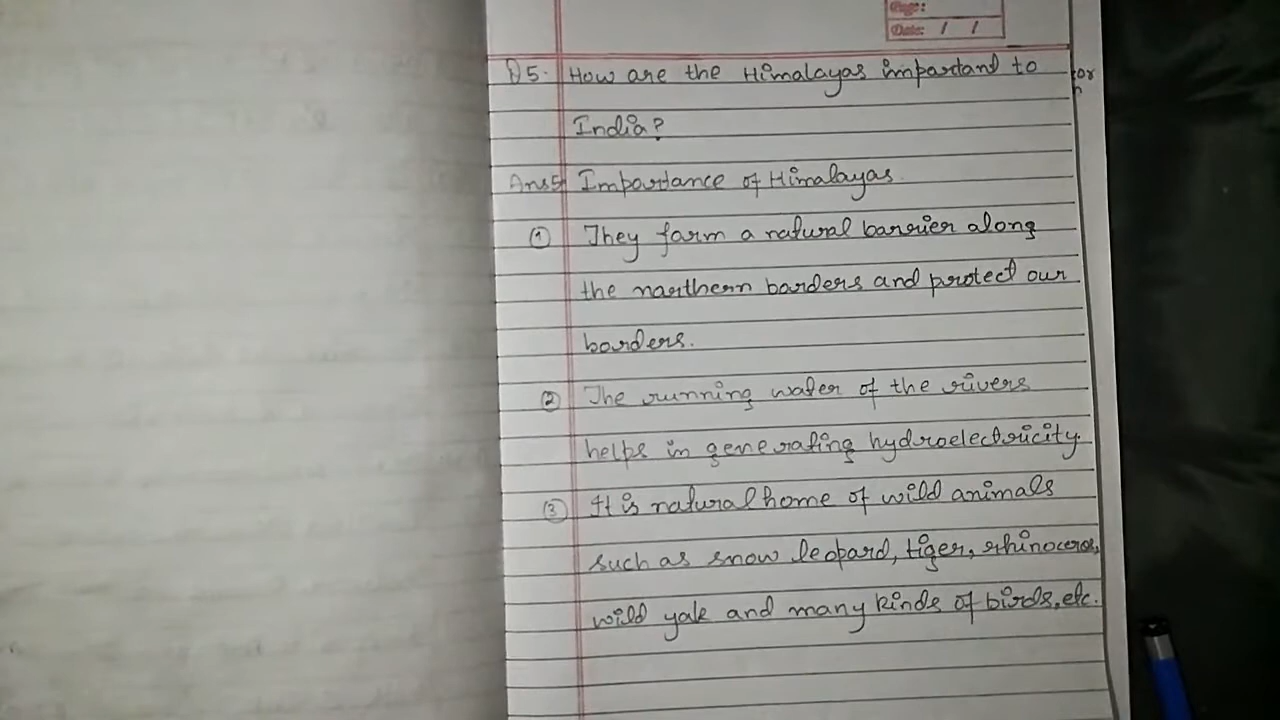 Page:
Date: / /
Q5. How are the Himalayas importand to
India?
Ans5 Importance of Himalayas.
① They form a natural barrier along
the northern borders and protect our
borders.
② The running water of the rivers
helps in generating hydroelectricity.
③ It is natural home of wild animals
such as snow leopard, tiger, rhinoceros,
wild yak and many kinds of birds, etc.